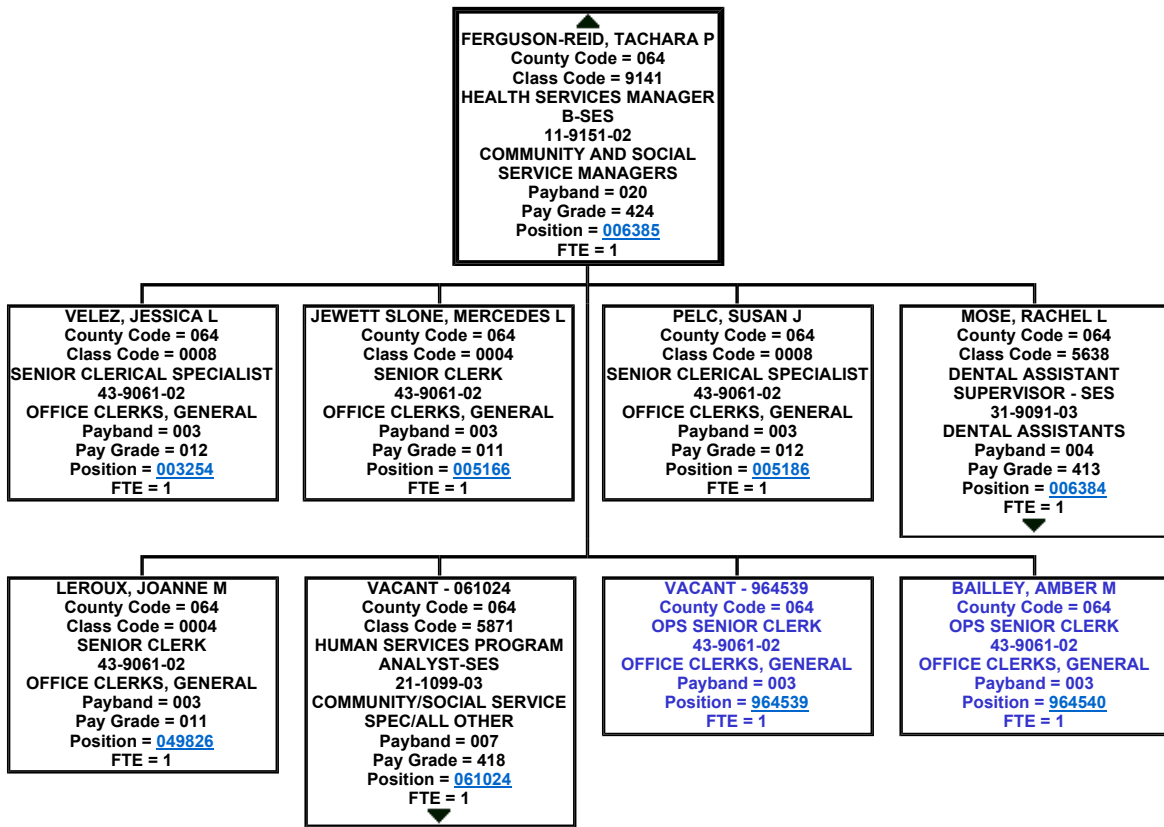 FERGUSON-REID, TACHARA P
County Code = 064
Class Code = 9141
HEALTH SERVICES MANAGER
B-SES
11-9151-02
COMMUNITY AND SOCIAL
SERVICE MANAGERS
Payband = 020
Pay Grade = 424
Position = 006385
FTE = 1
VELEZ, JESSICA L
County Code = 064
Class Code = 0008
SENIOR CLERICAL SPECIALIST
43-9061-02
OFFICE CLERKS, GENERAL
Payband = 003
Pay Grade = 012
Position = 003254
FTE = 1
JEWETT SLONE, MERCEDES L
County Code = 064
Class Code = 0004
SENIOR CLERK
43-9061-02
OFFICE CLERKS, GENERAL
Payband = 003
Pay Grade = 011
Position = 005166
FTE = 1
PELC, SUSAN J
County Code = 064
Class Code = 0008
SENIOR CLERICAL SPECIALIST
43-9061-02
OFFICE CLERKS, GENERAL
Payband = 003
Pay Grade = 012
Position = 005186
FTE = 1
MOSE, RACHEL L
County Code = 064
Class Code = 5638
DENTAL ASSISTANT
SUPERVISOR - SES
31-9091-03
DENTAL ASSISTANTS
Payband = 004
Pay Grade = 413
Position = 006384
FTE = 1
LEROUX, JOANNE M
County Code = 064
Class Code = 0004
SENIOR CLERK
43-9061-02
OFFICE CLERKS, GENERAL
Payband = 003
Pay Grade = 011
Position = 049826
FTE = 1
VACANT - 061024
County Code = 064
Class Code = 5871
HUMAN SERVICES PROGRAM
ANALYST-SES
21-1099-03
COMMUNITY/SOCIAL SERVICE
SPEC/ALL OTHER
Payband = 007
Pay Grade = 418
Position = 061024
FTE = 1
VACANT - 964539
County Code = 064
OPS SENIOR CLERK
43-9061-02
OFFICE CLERKS, GENERAL
Payband = 003
Position = 964539
FTE = 1
BAILLEY, AMBER M
County Code = 064
OPS SENIOR CLERK
43-9061-02
OFFICE CLERKS, GENERAL
Payband = 003
Position = 964540
FTE = 1